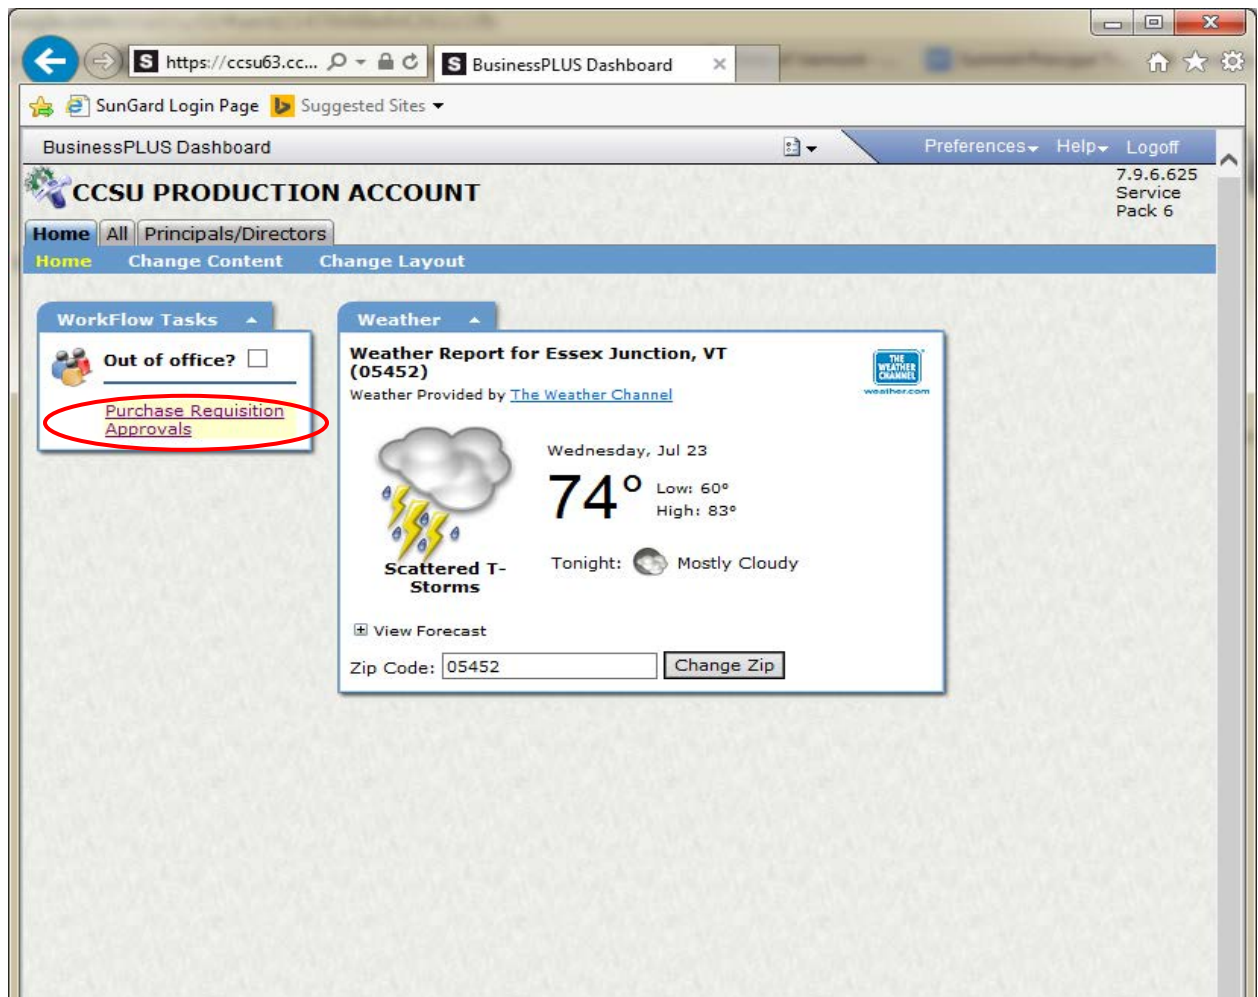 https://ccsu63.cc...
BusinessPLUS Dashboard
SunGard Login Page
Suggested Sites
BusinessPLUS Dashboard
Preferences
Help
Logoff
7.9.6.625
Service
Pack 6
CCSU PRODUCTION ACCOUNT
Home
All
Principals/Directors
Home
Change Content
Change Layout
WorkFlow Tasks
Out of office?
Purchase Requisition
Approvals
Weather
Weather Report for Essex Junction, VT
(05452)
Weather Provided by The Weather Channel
THE
WEATHER
CHANNEL
weather.com
Wednesday, Jul 23
74°
Low: 60°
High: 83°
Scattered T-
Storms
Tonight:
Mostly Cloudy
View Forecast
Zip Code:
05452
Change Zip